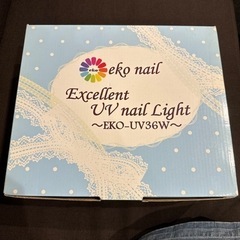 eko nail
Excellent
UV nail Light
～EKO-UV36W～